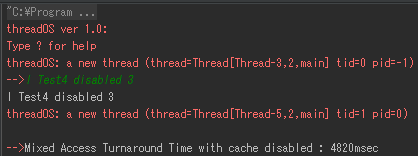 "C:¥Program ...
threadOS ver 1.0:
Type ? for help
threadOS: a new thread (thread=Thread[Thread-3,2,main] tid=0 pid=-1)
-->l Test4 disabled 3
l Test4 disabled 3
threadOS: a new thread (thread=Thread[Thread-5,2,main] tid=1 pid=0)
-->Mixed Access Turnaround Time with cache disabled : 4820msec